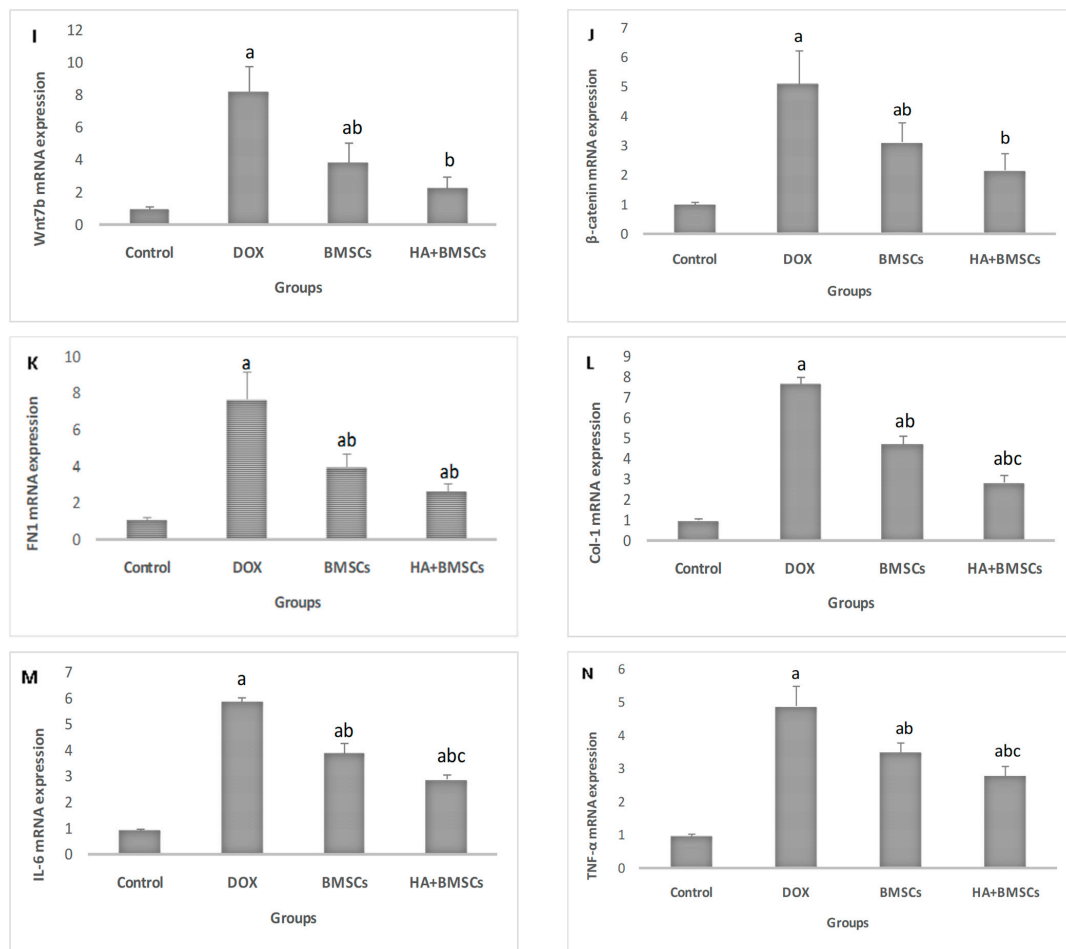 I
Wnt7b mRNA expression
12
10
8
6
4
2
0
a
ab
b
Control DOX BMSCs HA+BMSCs
Groups
J
β-catenin mRNA expression
7
6
5
4
3
2
1
0
a
ab
b
Control DOX BMSCs HA+BMSCs
Groups
K
FN1 mRNA expression
10
8
6
4
2
0
a
ab
ab
Control DOX BMSCs HA+BMSCs
Groups
L
Col-1 mRNA expression
9
8
7
6
5
4
3
2
1
0
a
ab
abc
Control DOX BMSCs HA+BMSCs
Groups
M
IL-6 mRNA expression
7
6
5
4
3
2
1
0
a
ab
abc
Control DOX BMSCs HA+BMSCs
Groups
N
TNF-α mRNA expression
6
5
4
3
2
1
0
a
ab
abc
Control DOX BMSCs HA+BMSCs
Groups